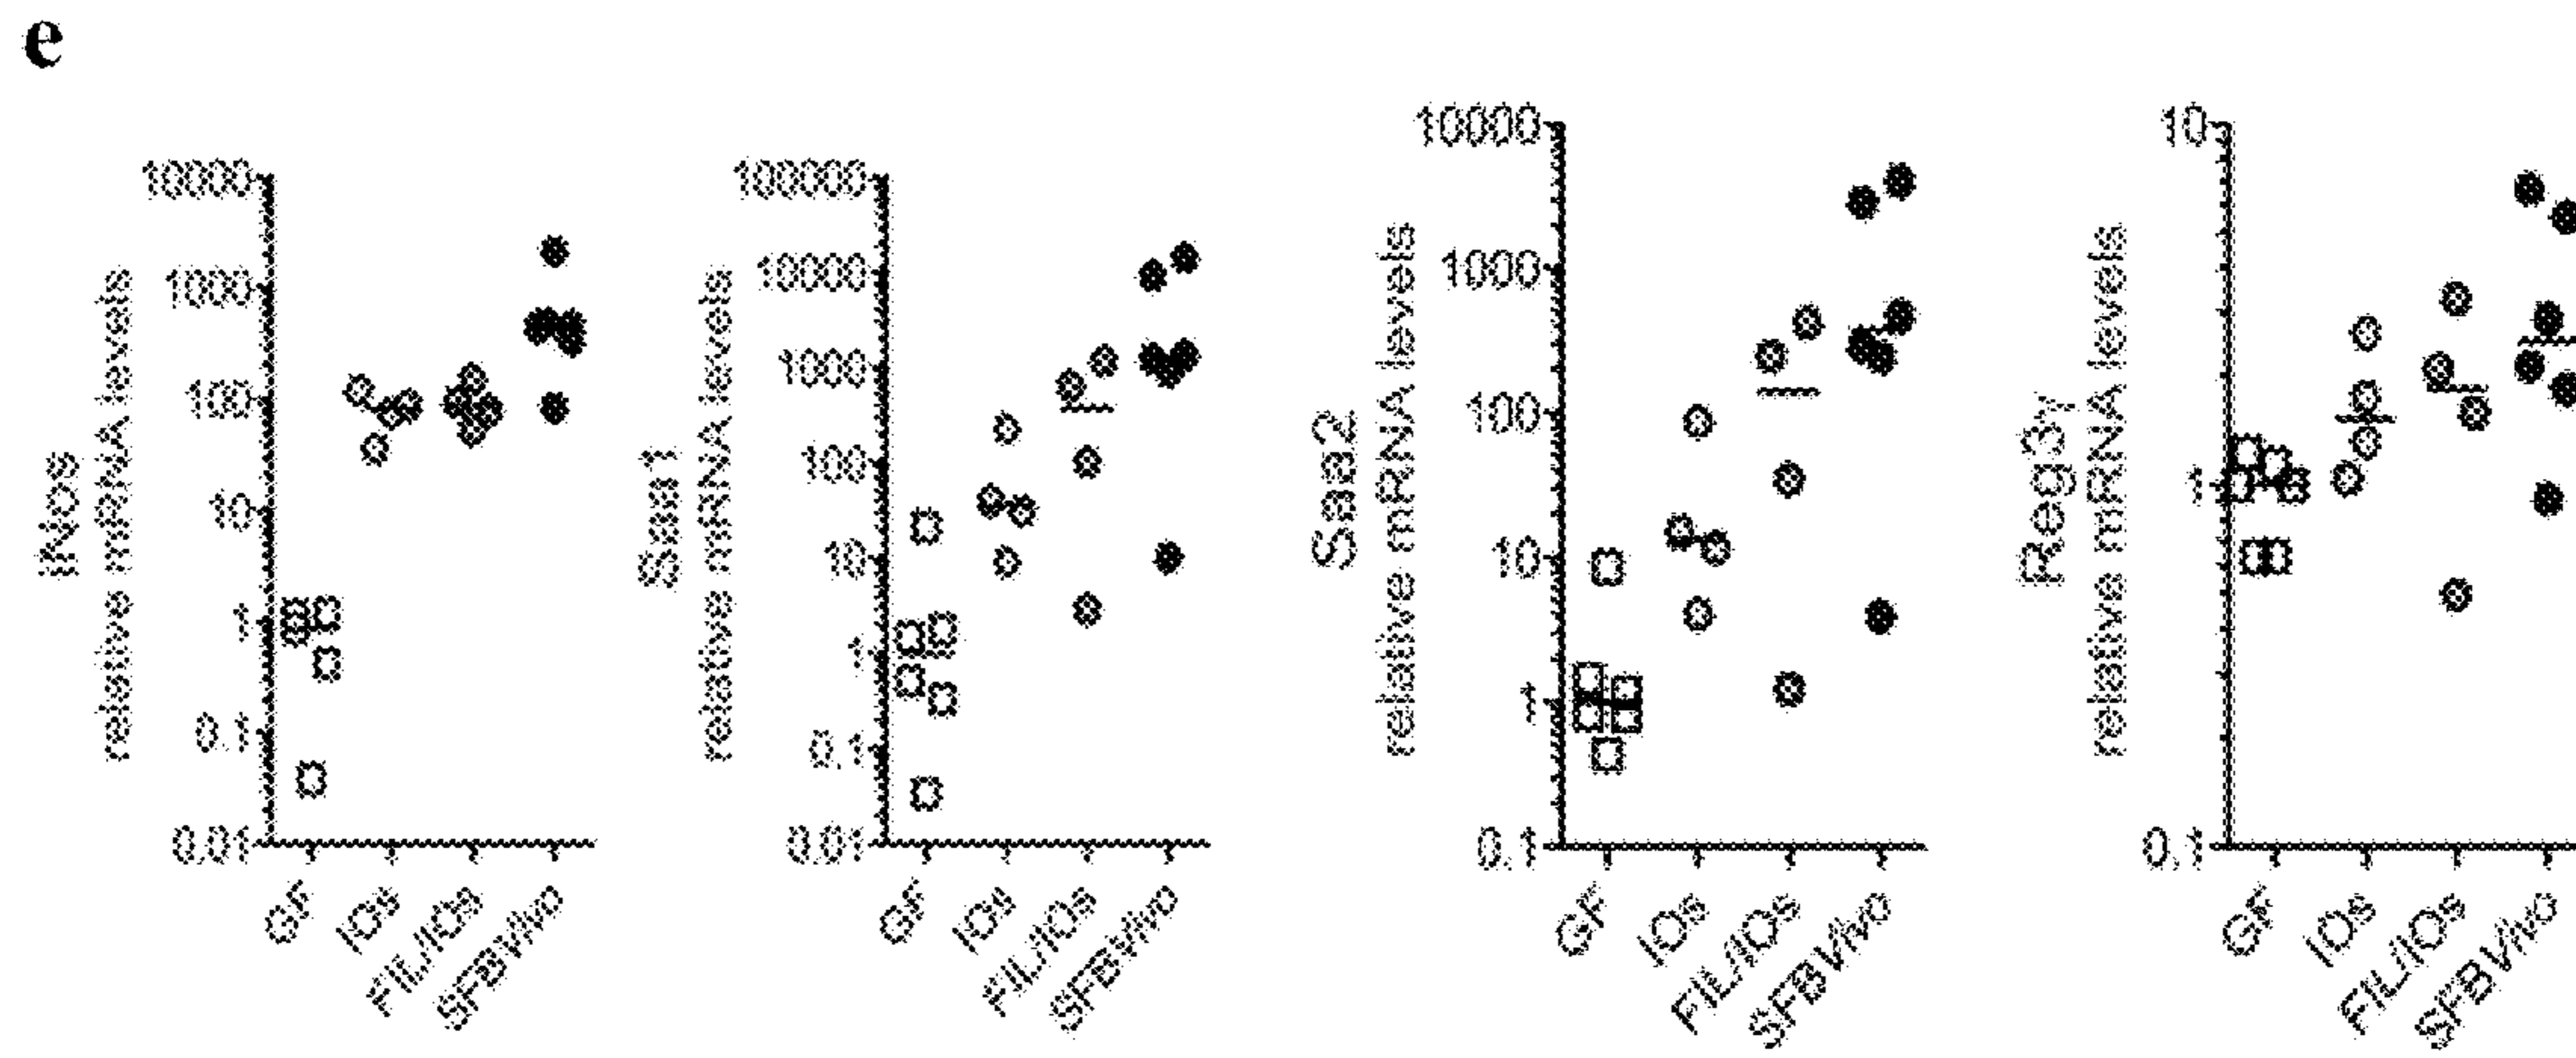 e
iNos
relative mRNA levels
10000
1000
100
10
1
0.1
0.01
GF
IOs
FIL/IOs
SFBVivo
Saa1
relative mRNA levels
100000
10000
1000
100
10
1
0.1
0.01
GF
IOs
FIL/IOs
SFBVivo
Saa2
relative mRNA levels
10000
1000
100
10
1
0.1
GF
IOs
FIL/IOs
SFBVivo
Reg3γ
relative mRNA levels
10
1
0.1
GF
IOs
FIL/IOs
SFBVivo